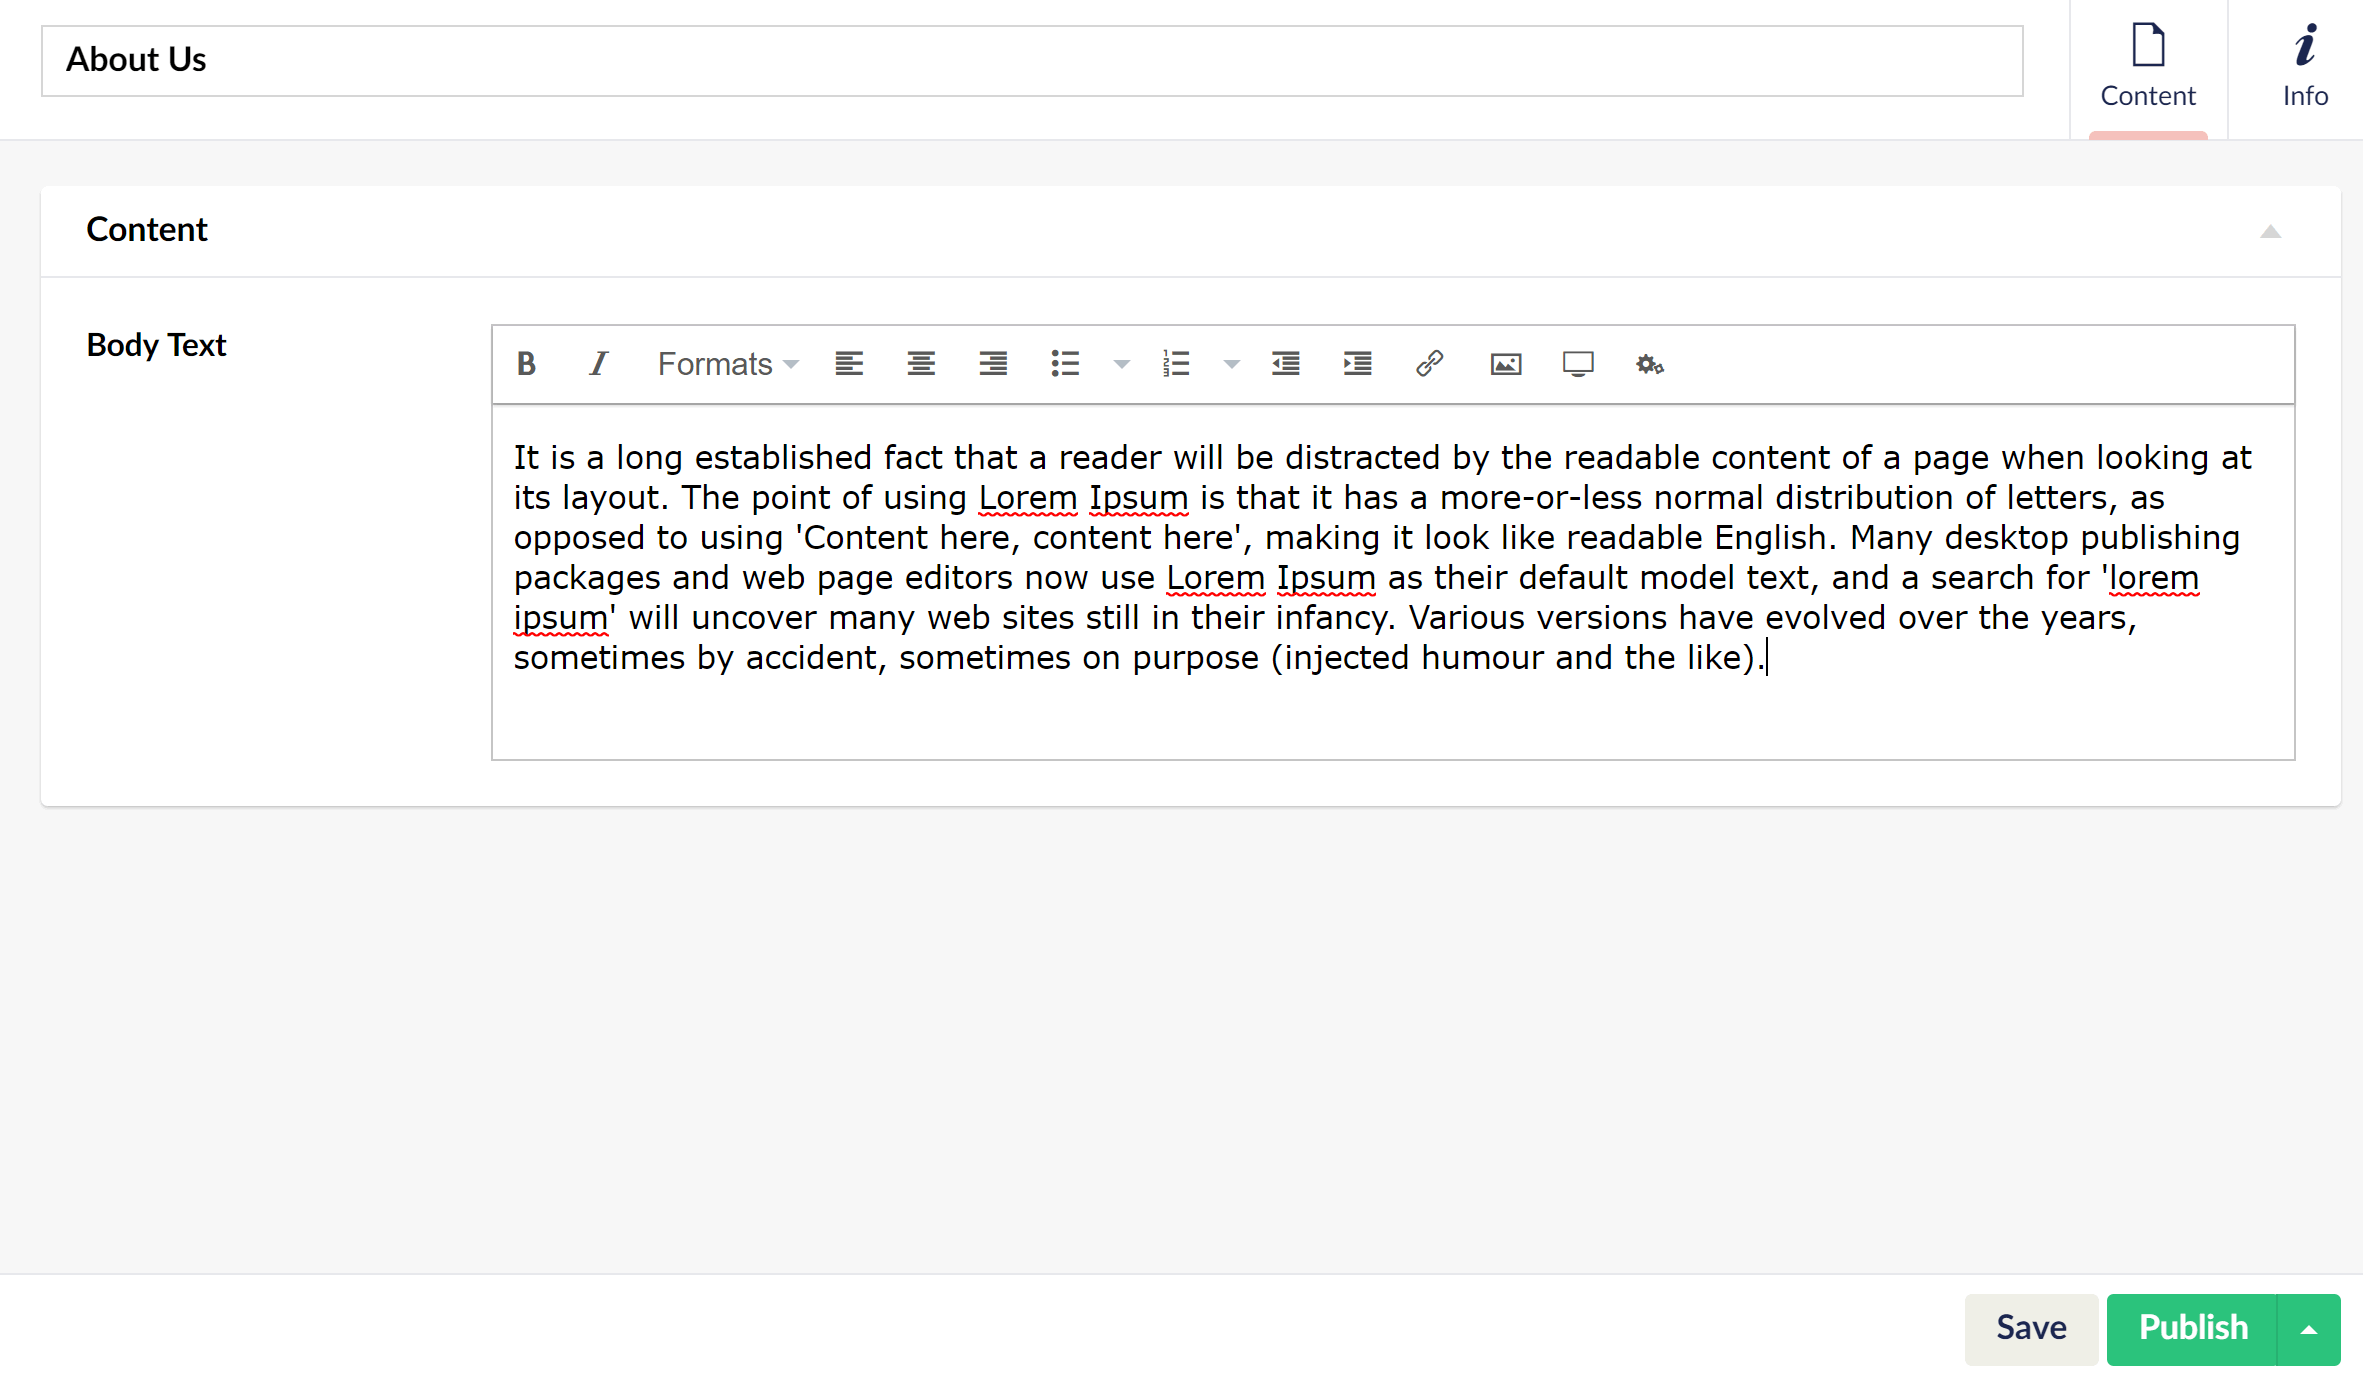 About Us
Content
Info
Content
Body Text
B I Formats
It is a long established fact that a reader will be distracted by the readable content of a page when looking at
its layout. The point of using Lorem Ipsum is that it has a more-or-less normal distribution of letters, as
opposed to using 'Content here, content here', making it look like readable English. Many desktop publishing
packages and web page editors now use Lorem Ipsum as their default model text, and a search for 'lorem
ipsum' will uncover many web sites still in their infancy. Various versions have evolved over the years,
sometimes by accident, sometimes on purpose (injected humour and the like).
Save
Publish